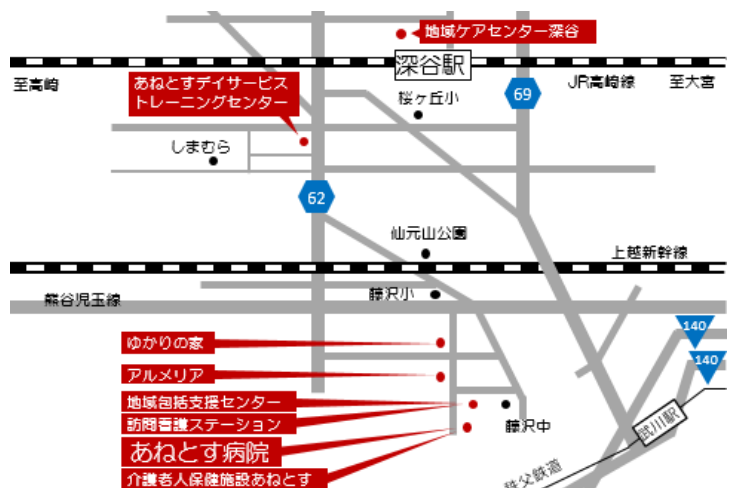 地域ケアセンター深谷
深谷駅
至高崎
JR高崎線
至大宮
あねとすデイサービス
トレーニングセンター
桜ヶ丘小
69
しまむら
62
仙元山公園
上越新幹線
熊谷児玉線
藤沢小
140
ゆかりの家
140
アルメリア
地域包括支援センター
訪問看護ステーション
藤沢中
武川駅
あねとす病院
介護老人保健施設あねとす
秩父鉄道